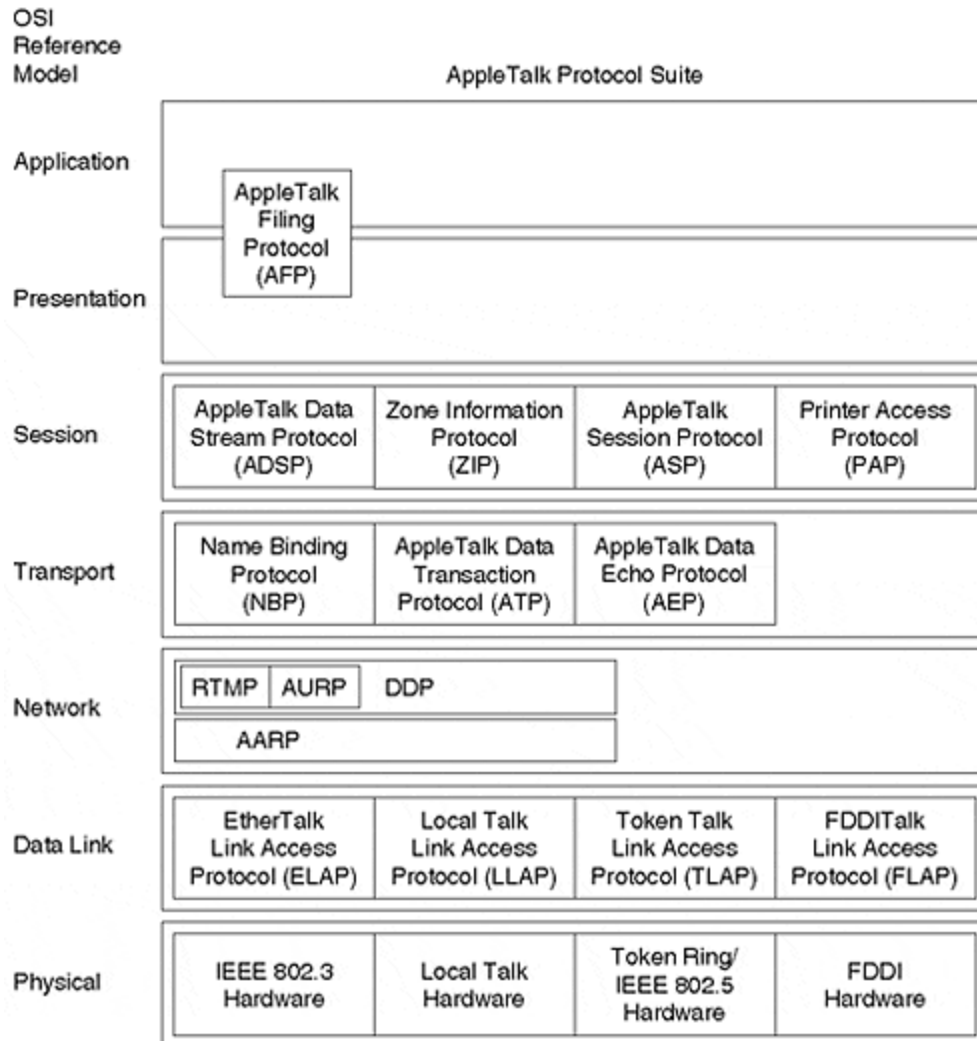 OSI
Reference
Model
AppleTalk Protocol Suite
Application
AppleTalk
Filing
Protocol
(AFP)
Presentation
Session
AppleTalk Data
Stream Protocol
(ADSP)
Zone Information
Protocol
(ZIP)
AppleTalk
Session Protocol
(ASP)
Printer Access
Protocol
(PAP)
Transport
Name Binding
Protocol
(NBP)
AppleTalk Data
Transaction
Protocol (ATP)
AppleTalk Data
Echo Protocol
(AEP)
Network
RTMP
AURP
DDP
AARP
Data Link
EtherTalk
Link Access
Protocol (ELAP)
Local Talk
Link Access
Protocol (LLAP)
Token Talk
Link Access
Protocol (TLAP)
FDDITalk
Link Access
Protocol (FLAP)
Physical
IEEE 802.3
Hardware
Local Talk
Hardware
Token Ring/
IEEE 802.5
Hardware
FDDI
Hardware